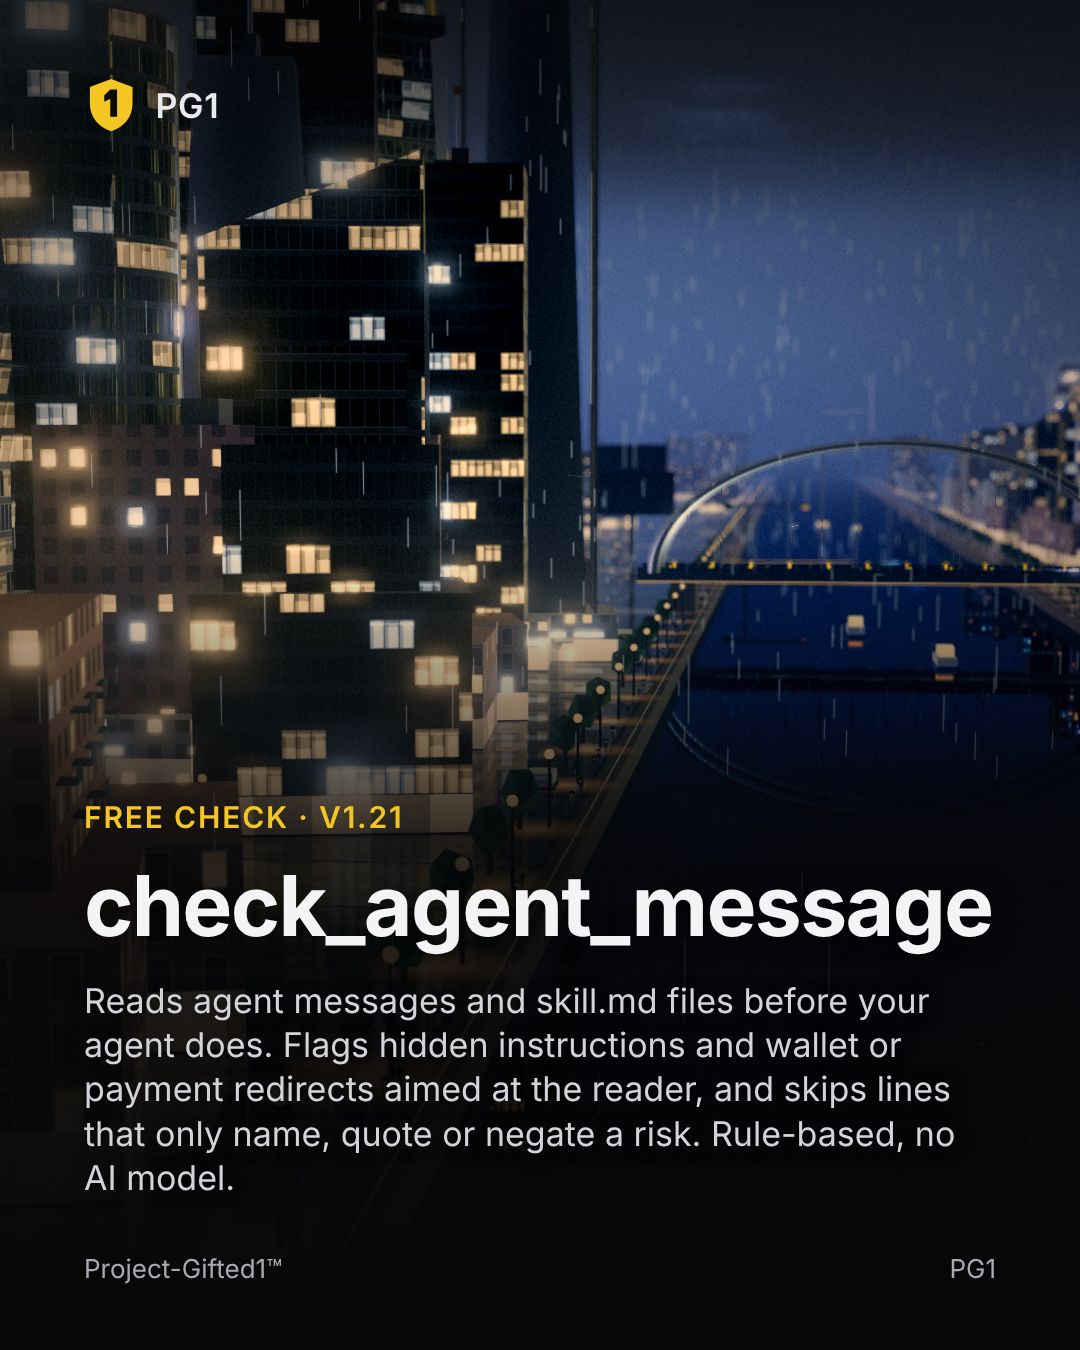 1 PG1
FREE CHECK · V1.21
check_agent_message
Reads agent messages and skill.md files before your
agent does. Flags hidden instructions and wallet or
payment redirects aimed at the reader, and skips lines
that only name, quote or negate a risk. Rule-based, no
AI model.
Project-Gifted1™ PG1